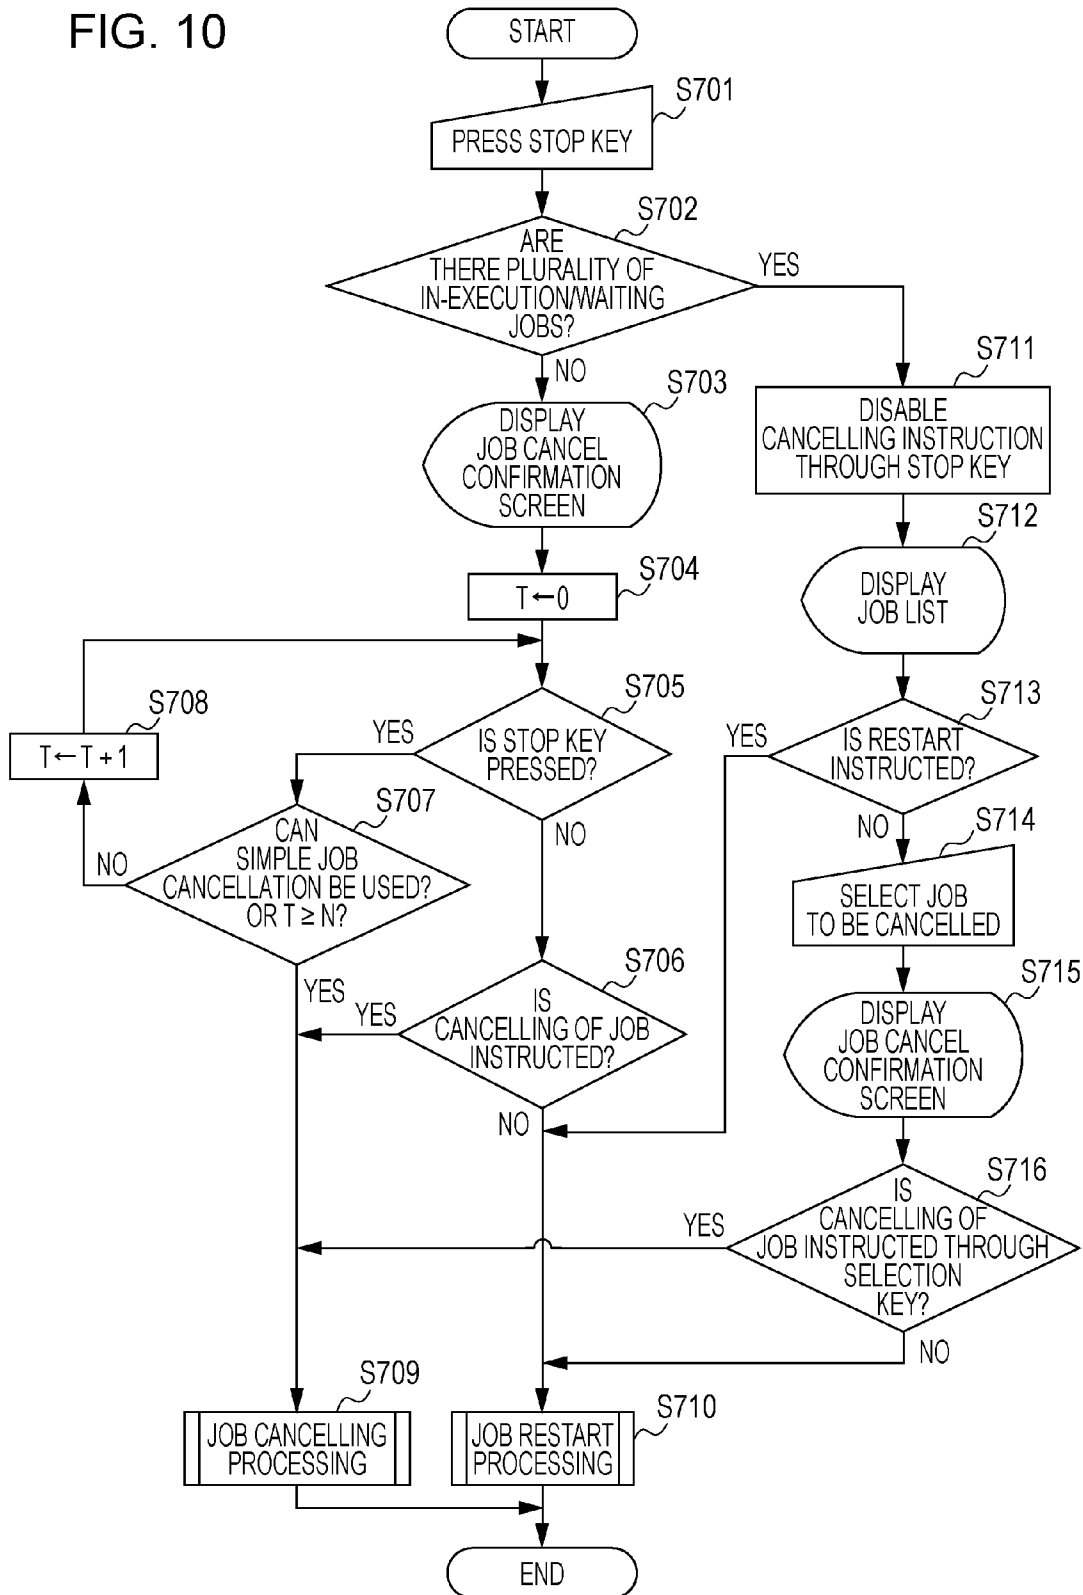 FIG. 10
START
S701
PRESS STOP KEY
S702
ARE
THERE PLURALITY OF
IN-EXECUTION/WAITING
JOBS?
YES
NO
S703
DISPLAY
JOB CANCEL
CONFIRMATION
SCREEN
S711
DISABLE
CANCELLING INSTRUCTION
THROUGH STOP KEY
S704
T←0
S712
DISPLAY
JOB LIST
S705
IS STOP KEY
PRESSED?
YES
NO
S708
T←T+1
S713
IS RESTART
INSTRUCTED?
YES
NO
S707
CAN
SIMPLE JOB
CANCELLATION BE USED?
OR T ≥ N?
NO
YES
S714
SELECT JOB
TO BE CANCELLED
S706
IS
CANCELLING OF JOB
INSTRUCTED?
YES
NO
S715
DISPLAY
JOB CANCEL
CONFIRMATION
SCREEN
S716
IS
CANCELLING OF
JOB INSTRUCTED THROUGH
SELECTION
KEY?
YES
NO
S709
JOB CANCELLING
PROCESSING
S710
JOB RESTART
PROCESSING
END